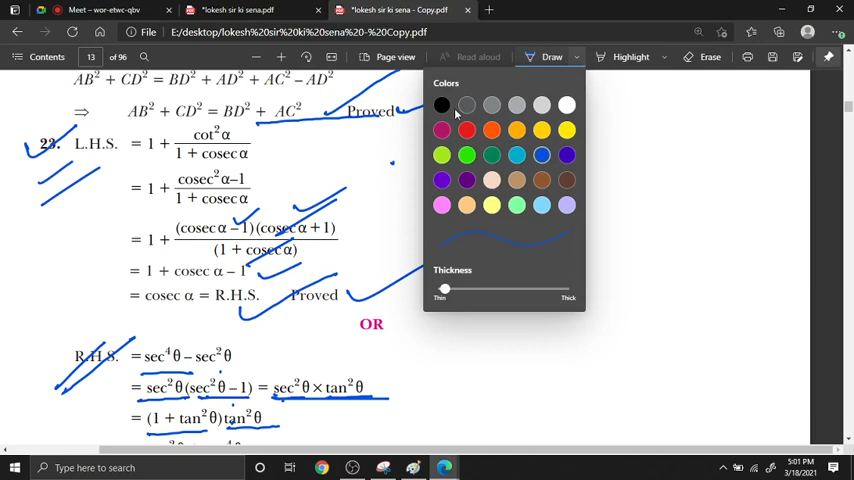 Meet – wor-etwc-qbv
*lokesh sir ki sena.pdf
*lokesh sir ki sena - Copy.pdf
File
E:/desktop/lokesh%20sir%20ki%20sena%20-%20Copy.pdf
Contents
13 of 96
Page view
Read aloud
Draw
Highlight
Erase
AB² + CD² = BD² + AD² + AC² – AD²
⇒ AB² + CD² = BD² + AC² Proved
23. L.H.S. = 1 + cot²α / 1 + cosec α
= 1 + cosec²α–1 / 1 + cosec α
= 1 + (cosec α – 1)(cosec α + 1) / (1 + cosec α)
= 1 + cosec α – 1
= cosec α = R.H.S. Proved
OR
R.H.S. = sec⁴θ – sec²θ
= sec²θ(sec²θ – 1) = sec²θ × tan²θ
= (1 + tan²θ)tan²θ
Colors
Thickness
Thin
Thick
Type here to search
5:01 PM
3/18/2021